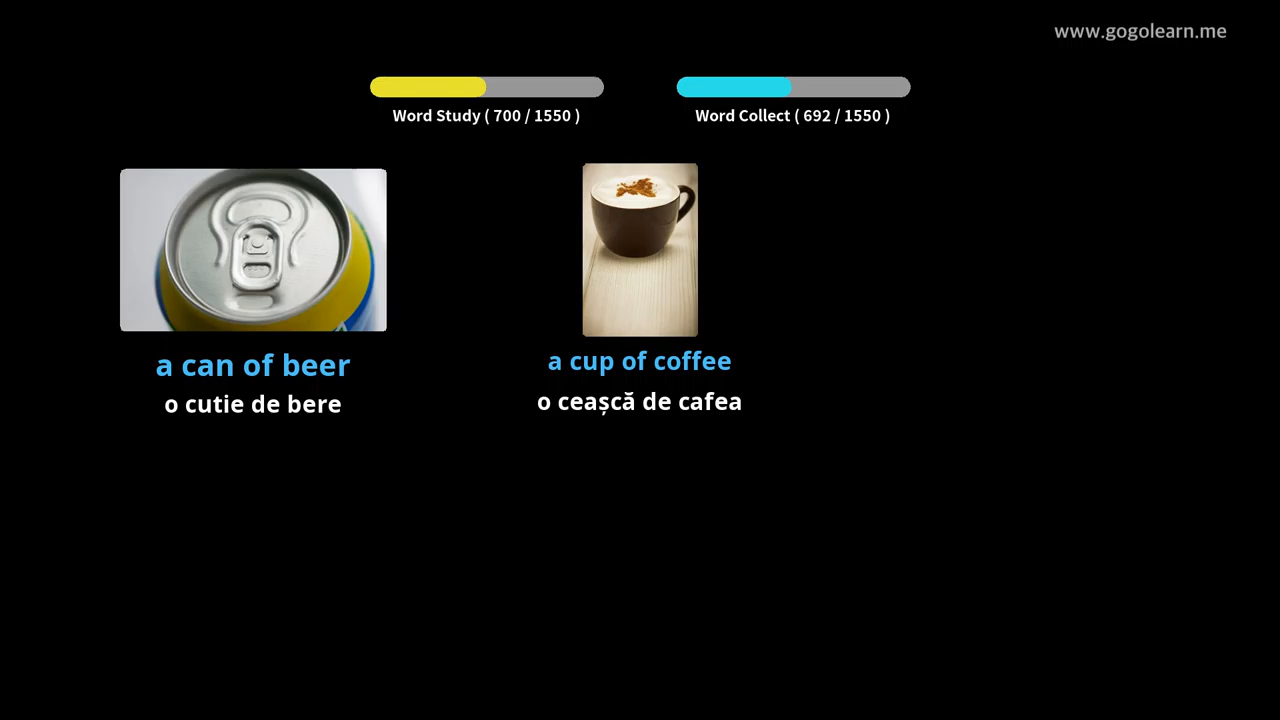 www.gogolearn.me
Word Study ( 700 / 1550 )
Word Collect ( 692 / 1550 )
a can of beer
o cutie de bere
a cup of coffee
o ceașcă de cafea